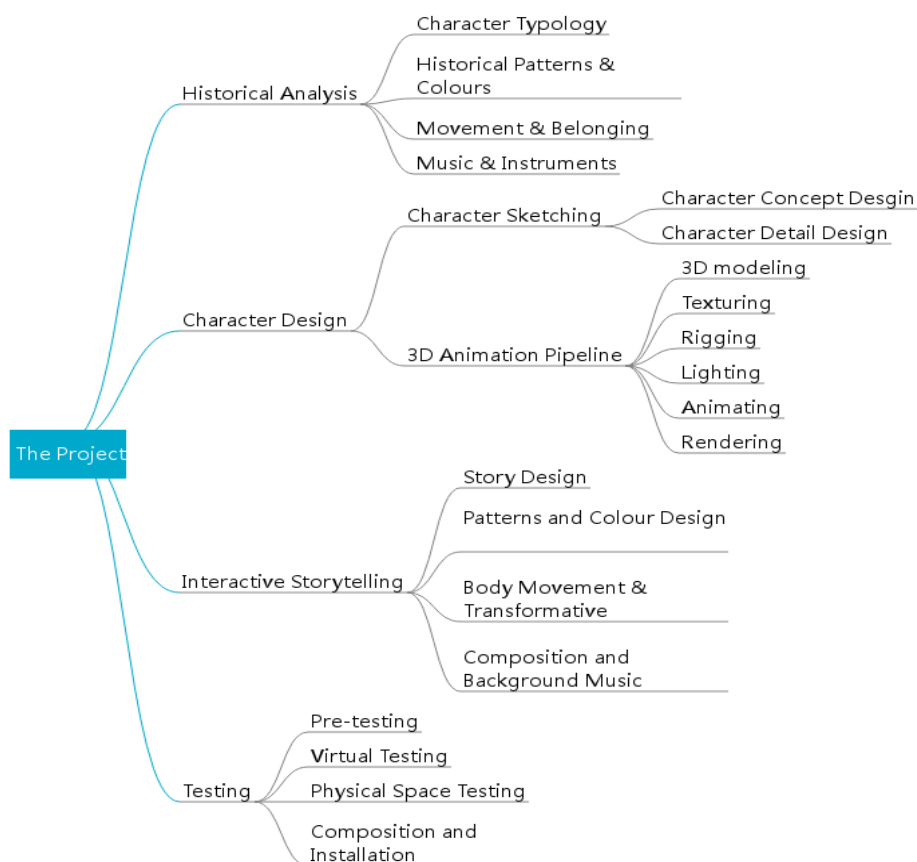 The Project
Historical Analysis
Character Typology
Historical Patterns &
Colours
Movement & Belonging
Music & Instruments
Character Design
Character Sketching
Character Concept Desgin
Character Detail Design
3D Animation Pipeline
3D modeling
Texturing
Rigging
Lighting
Animating
Rendering
Interactive Storytelling
Story Design
Patterns and Colour Design
Body Movement &
Transformative
Composition and
Background Music
Testing
Pre-testing
Virtual Testing
Physical Space Testing
Composition and
Installation